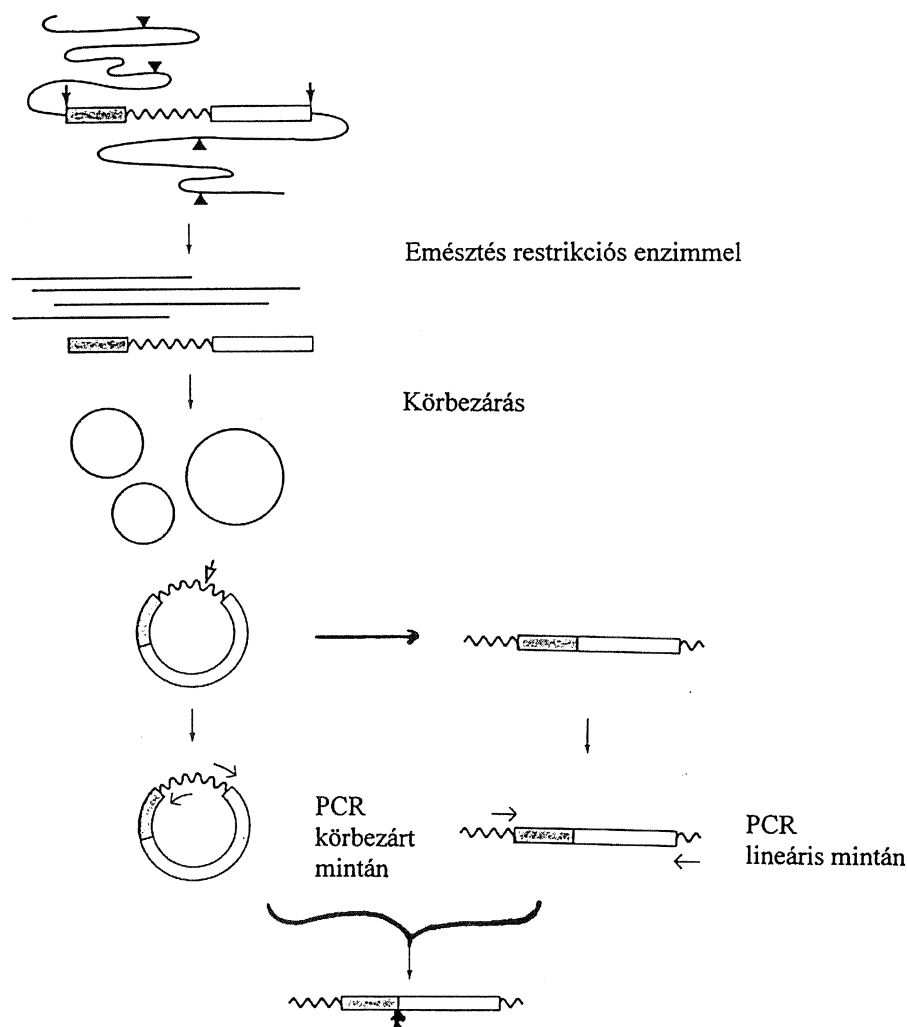 Emésztés restrikciós enzimmel
Körbezárás
PCR
körbezárt
mintán
PCR
lineáris mintán